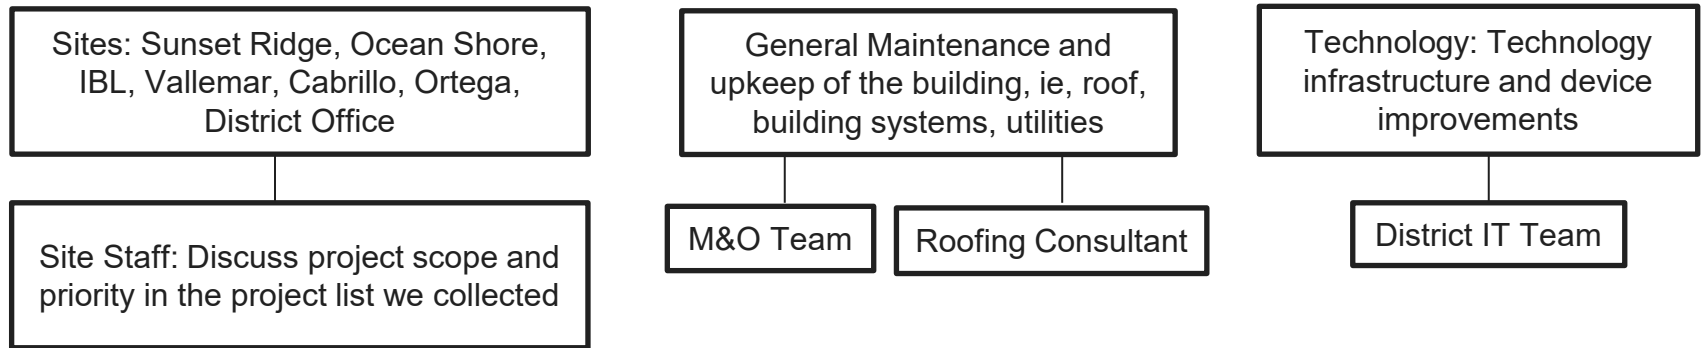 Sites: Sunset Ridge, Ocean Shore,
IBL, Vallemar, Cabrillo, Ortega,
District Office
Site Staff: Discuss project scope and
priority in the project list we collected
General Maintenance and
upkeep of the building, ie, roof,
building systems, utilities
M&O Team
Roofing Consultant
Technology: Technology
infrastructure and device
improvements
District IT Team